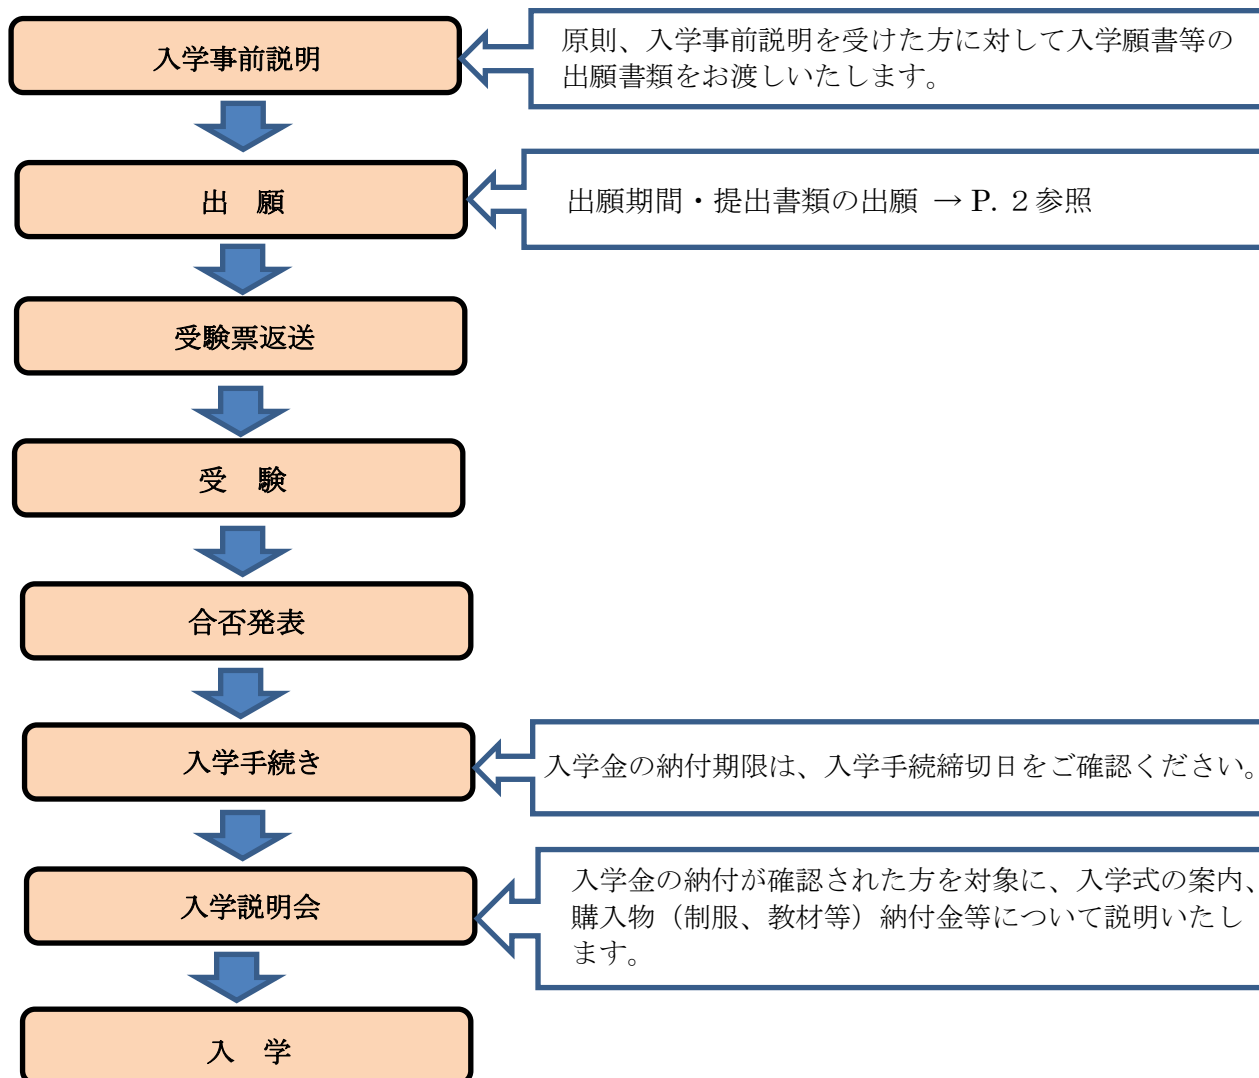 入学事前説明
原則、入学事前説明を受けた方に対して入学願書等の
出願書類をお渡しいたします。
出　願
出願期間・提出書類の出願 → P. 2参照
受験票返送
受　験
合否発表
入学手続き
入学金の納付期限は、入学手続締切日をご確認ください。
入学説明会
入学金の納付が確認された方を対象に、入学式の案内、
購入物（制服、教材等）納付金等について説明いたし
ます。
入　学